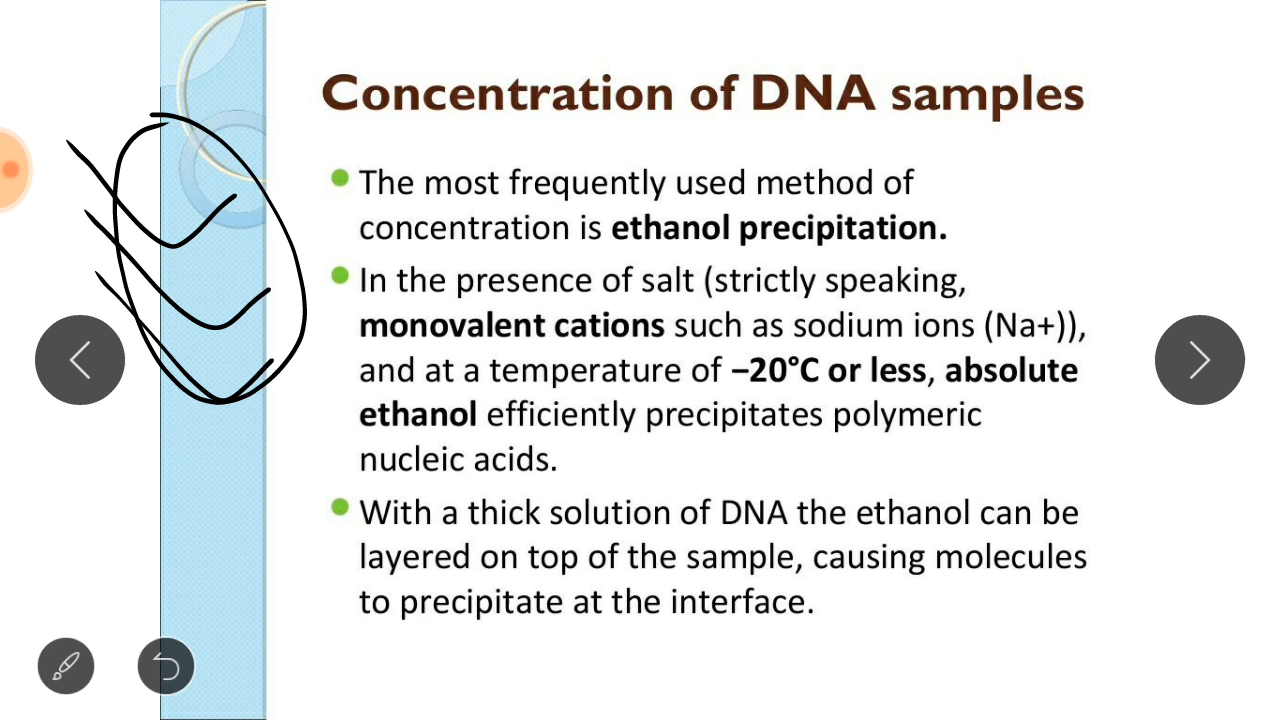 Concentration of DNA samples
The most frequently used method of
concentration is ethanol precipitation.
In the presence of salt (strictly speaking,
monovalent cations such as sodium ions (Na+)),
and at a temperature of –20°C or less, absolute
ethanol efficiently precipitates polymeric
nucleic acids.
With a thick solution of DNA the ethanol can be
layered on top of the sample, causing molecules
to precipitate at the interface.